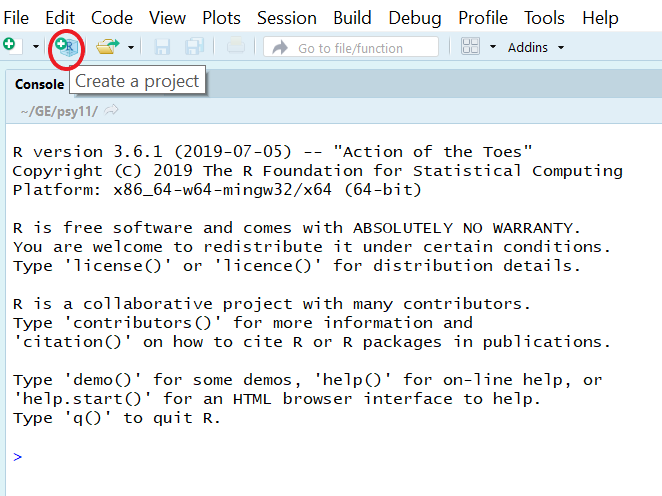 File Edit Code View Plots Session Build Debug Profile Tools Help
R Go to file/function Addins
Create a project
Console
~/GE/psy11/
R version 3.6.1 (2019-07-05) -- "Action of the Toes"
Copyright (C) 2019 The R Foundation for Statistical Computing
Platform: x86_64-w64-mingw32/x64 (64-bit)
R is free software and comes with ABSOLUTELY NO WARRANTY.
You are welcome to redistribute it under certain conditions.
Type 'license()' or 'licence()' for distribution details.
R is a collaborative project with many contributors.
Type 'contributors()' for more information and
'citation()' on how to cite R or R packages in publications.
Type 'demo()' for some demos, 'help()' for on-line help, or
'help.start()' for an HTML browser interface to help.
Type 'q()' to quit R.
>